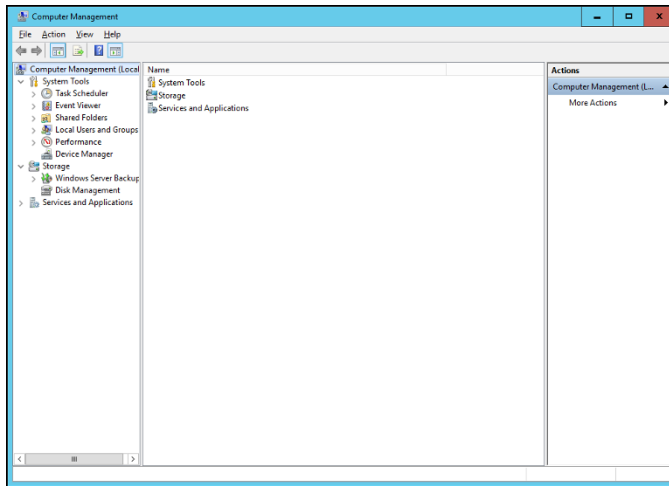 Computer Management
File Action View Help
Computer Management (Local
System Tools
Task Scheduler
Event Viewer
Shared Folders
Local Users and Groups
Performance
Device Manager
Storage
Windows Server Backup
Disk Management
Services and Applications
Name
System Tools
Storage
Services and Applications
Actions
Computer Management (L...
More Actions